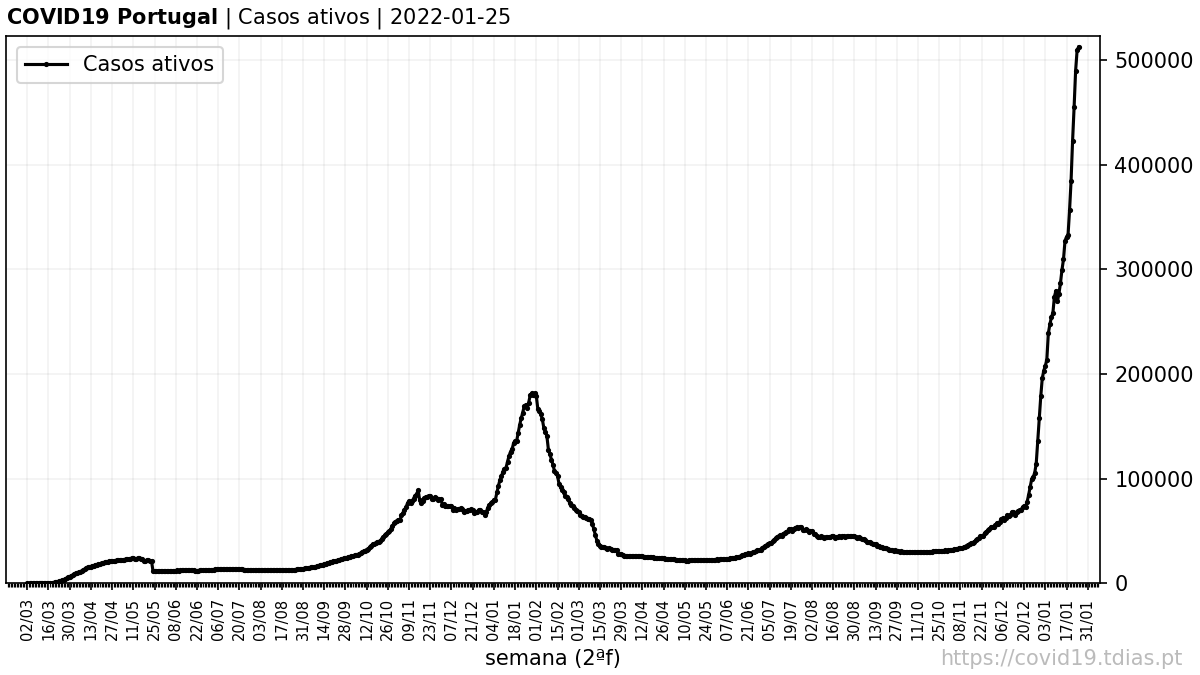 COVID19 Portugal | Casos ativos | 2022-01-25
Casos ativos
500000
400000
300000
200000
100000
0
02/03 16/03 30/03 13/04 27/04 11/05 25/05 08/06 22/06 06/07 20/07 03/08 17/08 31/08 14/09 28/09 12/10 26/10 09/11 23/11 07/12 21/12 04/01 18/01 01/02 15/02 01/03 15/03 29/03 12/04 26/04 10/05 24/05 07/06 21/06 05/07 19/07 02/08 16/08 30/08 13/09 27/09 11/10 25/10 08/11 22/11 06/12 20/12 03/01 17/01 31/01
semana (2ªf)
https://covid19.tdias.pt